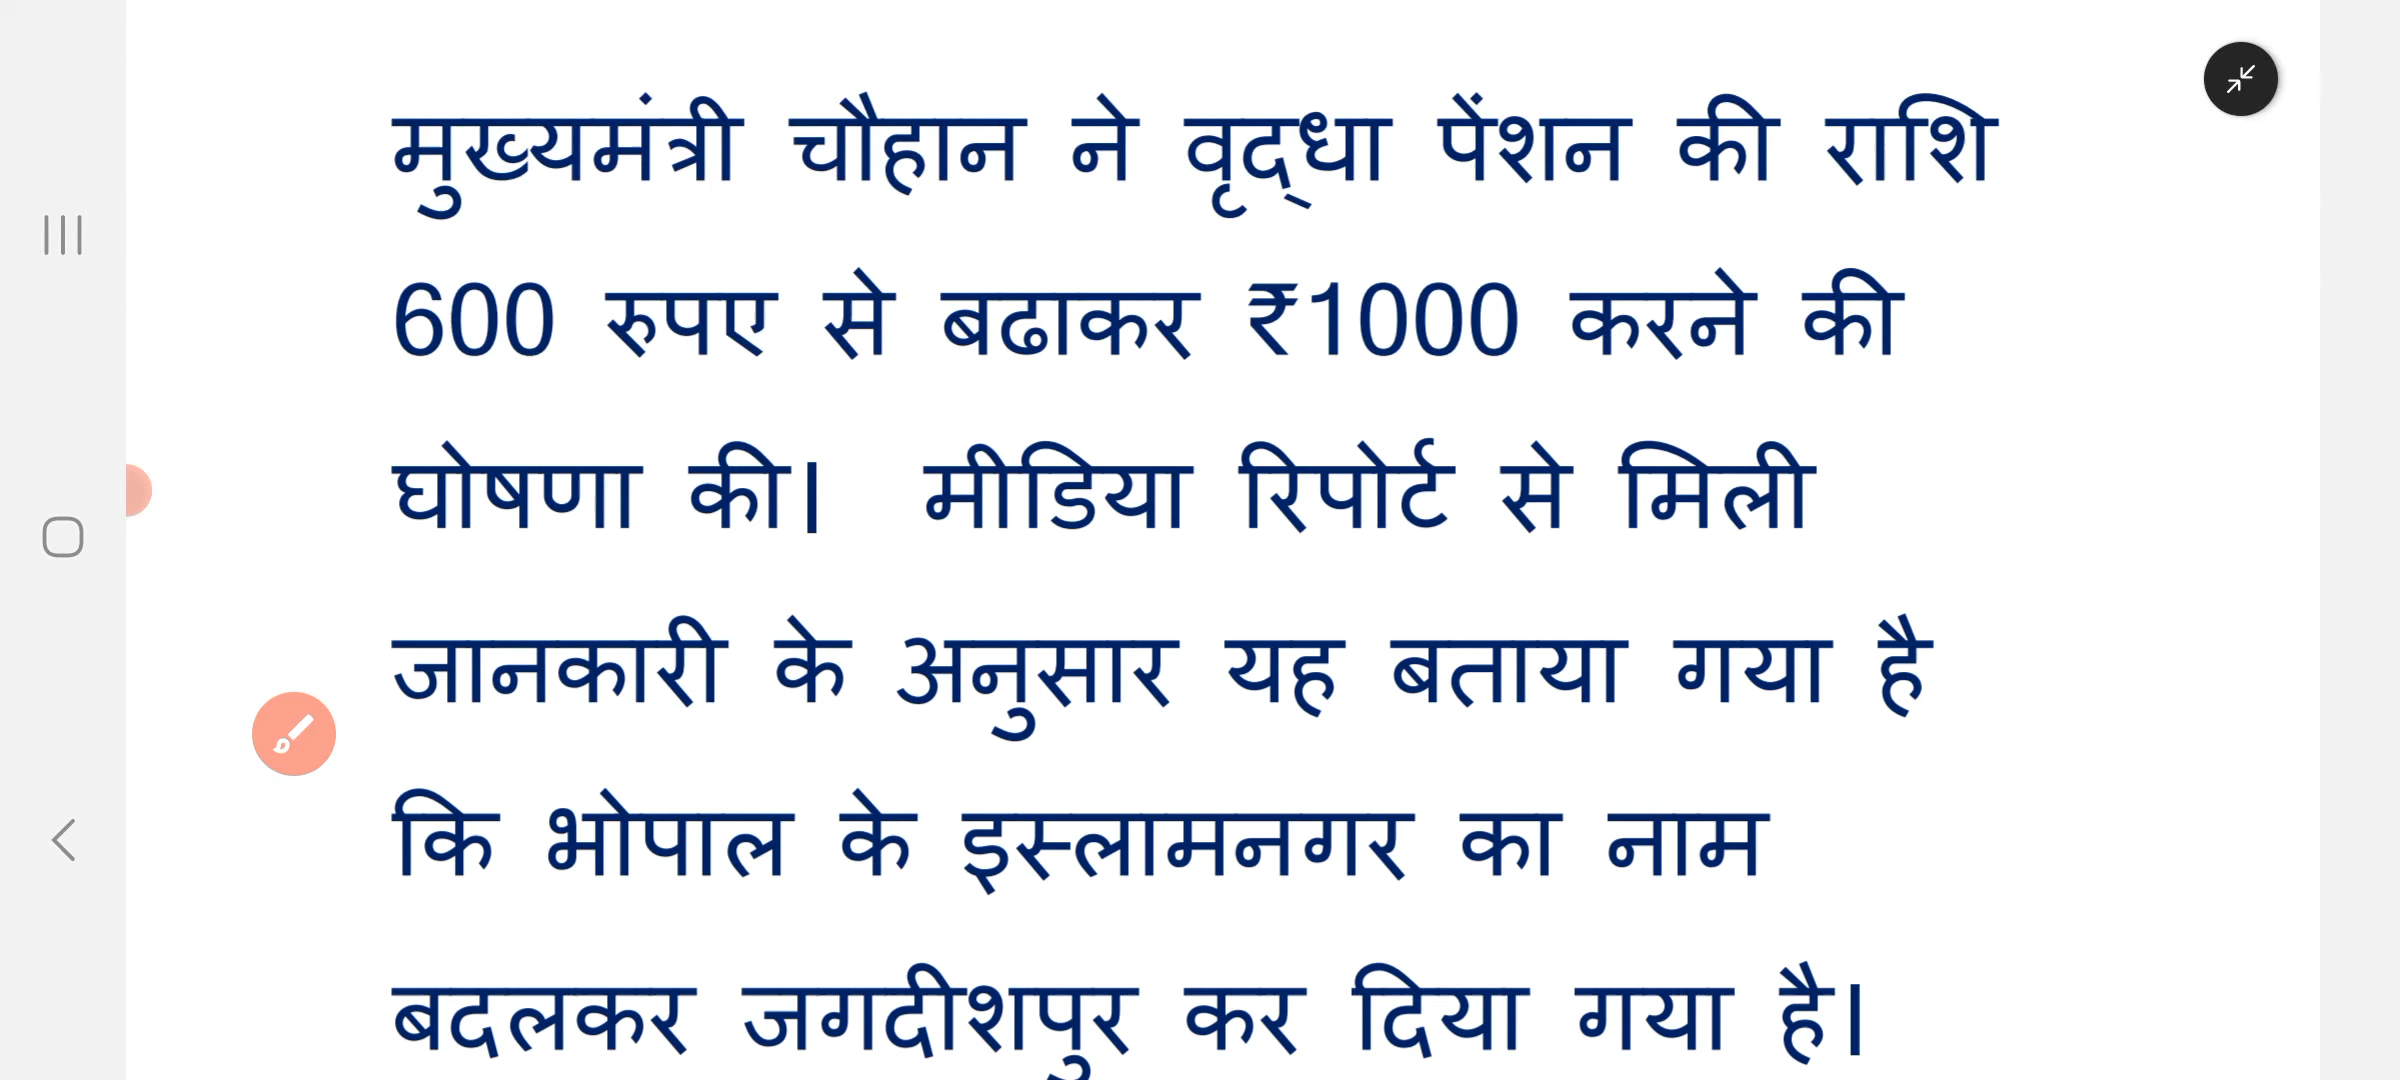 मुख्यमंत्री चौहान ने वृद्‌धा पेंशन की राशि
600 रुपए से बढाकर ₹1000 करने की
घोषणा की। मीडिया रिपोर्ट से मिली
जानकारी के अनुसार यह बताया गया है
कि भोपाल के इस्लामनगर का नाम
बदलकर जगदीशपुर कर दिया गया है।